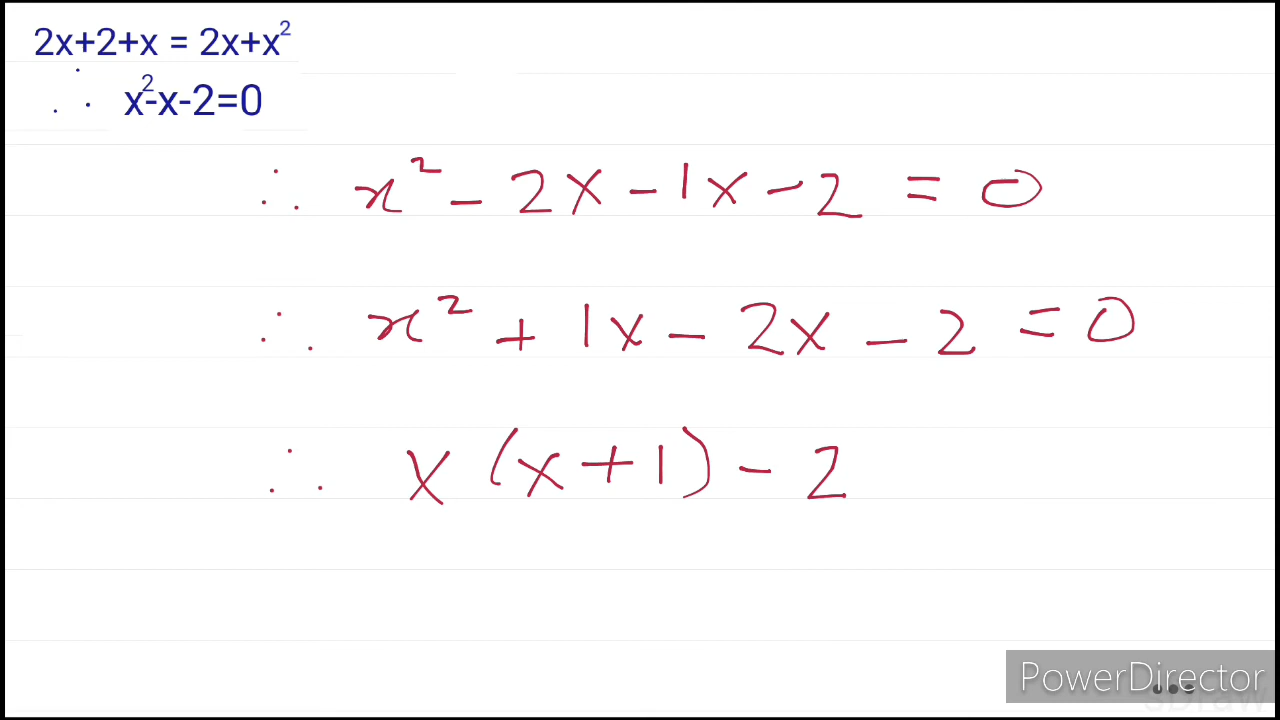 2x+2+x = 2x+x²
∴ x²-x-2=0
∴ x² - 2x - 1x - 2 = 0
∴ x² + 1x - 2x - 2 = 0
∴ x (x+1) - 2
PowerDirector